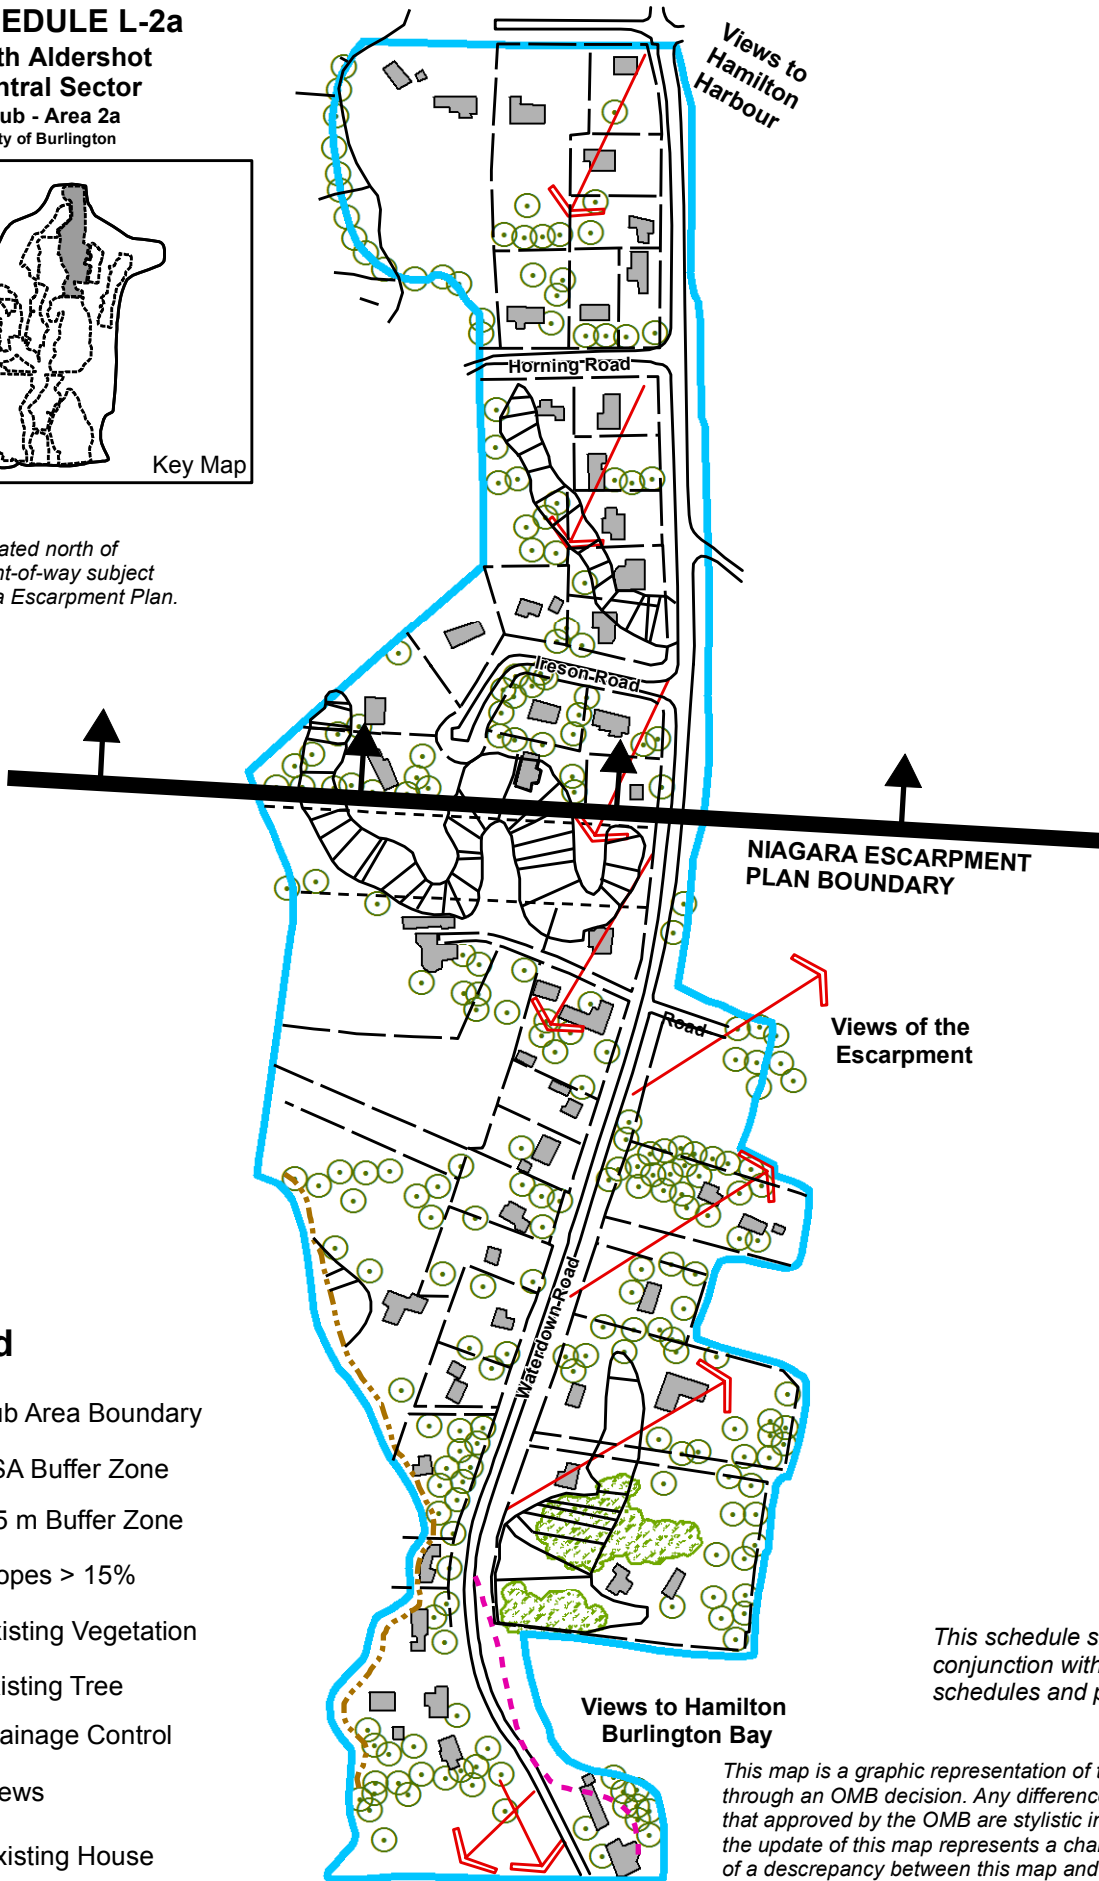 EDULE L-2a
th Aldershot
ntral Sector
ub - Area 2a
ty of Burlington
Key Map
ated north of
nt-of-way subject
a Escarpment Plan.
Views to
Hamilton
Harbour
Horning Road
Ireson Road
NIAGARA ESCARPMENT
PLAN BOUNDARY
Road
Views of the
Escarpment
Waterdown Road
d
ub Area Boundary
SA Buffer Zone
5 m Buffer Zone
opes > 15%
xisting Vegetation
isting Tree
ainage Control
ews
xisting House
Views to Hamilton
Burlington Bay
This schedule s
conjunction with
schedules and p
This map is a graphic representation of t
through an OMB decision. Any difference
that approved by the OMB are stylistic in
the update of this map represents a cha
of a descrepancy between this map and